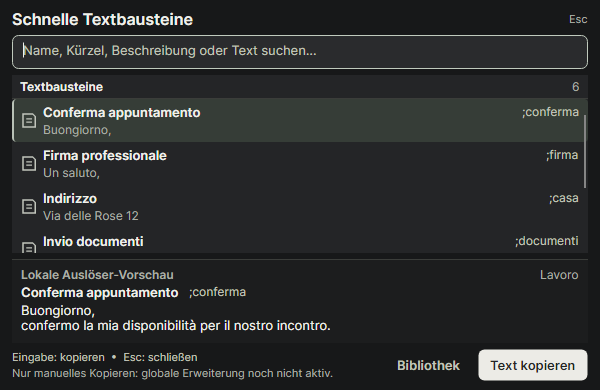 Schnelle Textbausteine Esc
Name, Kürzel, Beschreibung oder Text suchen...
Textbausteine 6
Conferma appuntamento ;conferma
Buongiorno,
Firma professionale ;firma
Un saluto,
Indirizzo ;casa
Via delle Rose 12
Invio documenti ;documenti
Lokale Auslöser-Vorschau Lavoro
Conferma appuntamento ;conferma
Buongiorno,
confermo la mia disponibilità per il nostro incontro.
Eingabe: kopieren • Esc: schließen
Nur manuelles Kopieren: globale Erweiterung noch nicht aktiv.
Bibliothek Text kopieren